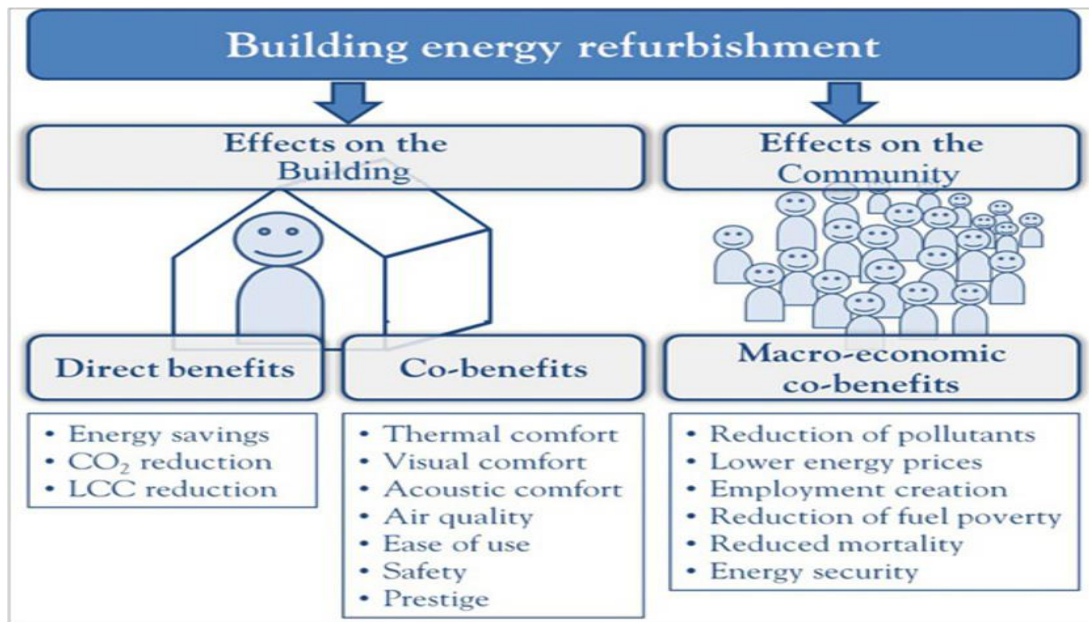 Building energy refurbishment
Effects on the
Building
Effects on the
Community
Direct benefits
Co-benefits
Macro-economic
co-benefits
• Energy savings
• CO₂ reduction
• LCC reduction
• Thermal comfort
• Visual comfort
• Acoustic comfort
• Air quality
• Ease of use
• Safety
• Prestige
• Reduction of pollutants
• Lower energy prices
• Employment creation
• Reduction of fuel poverty
• Reduced mortality
• Energy security